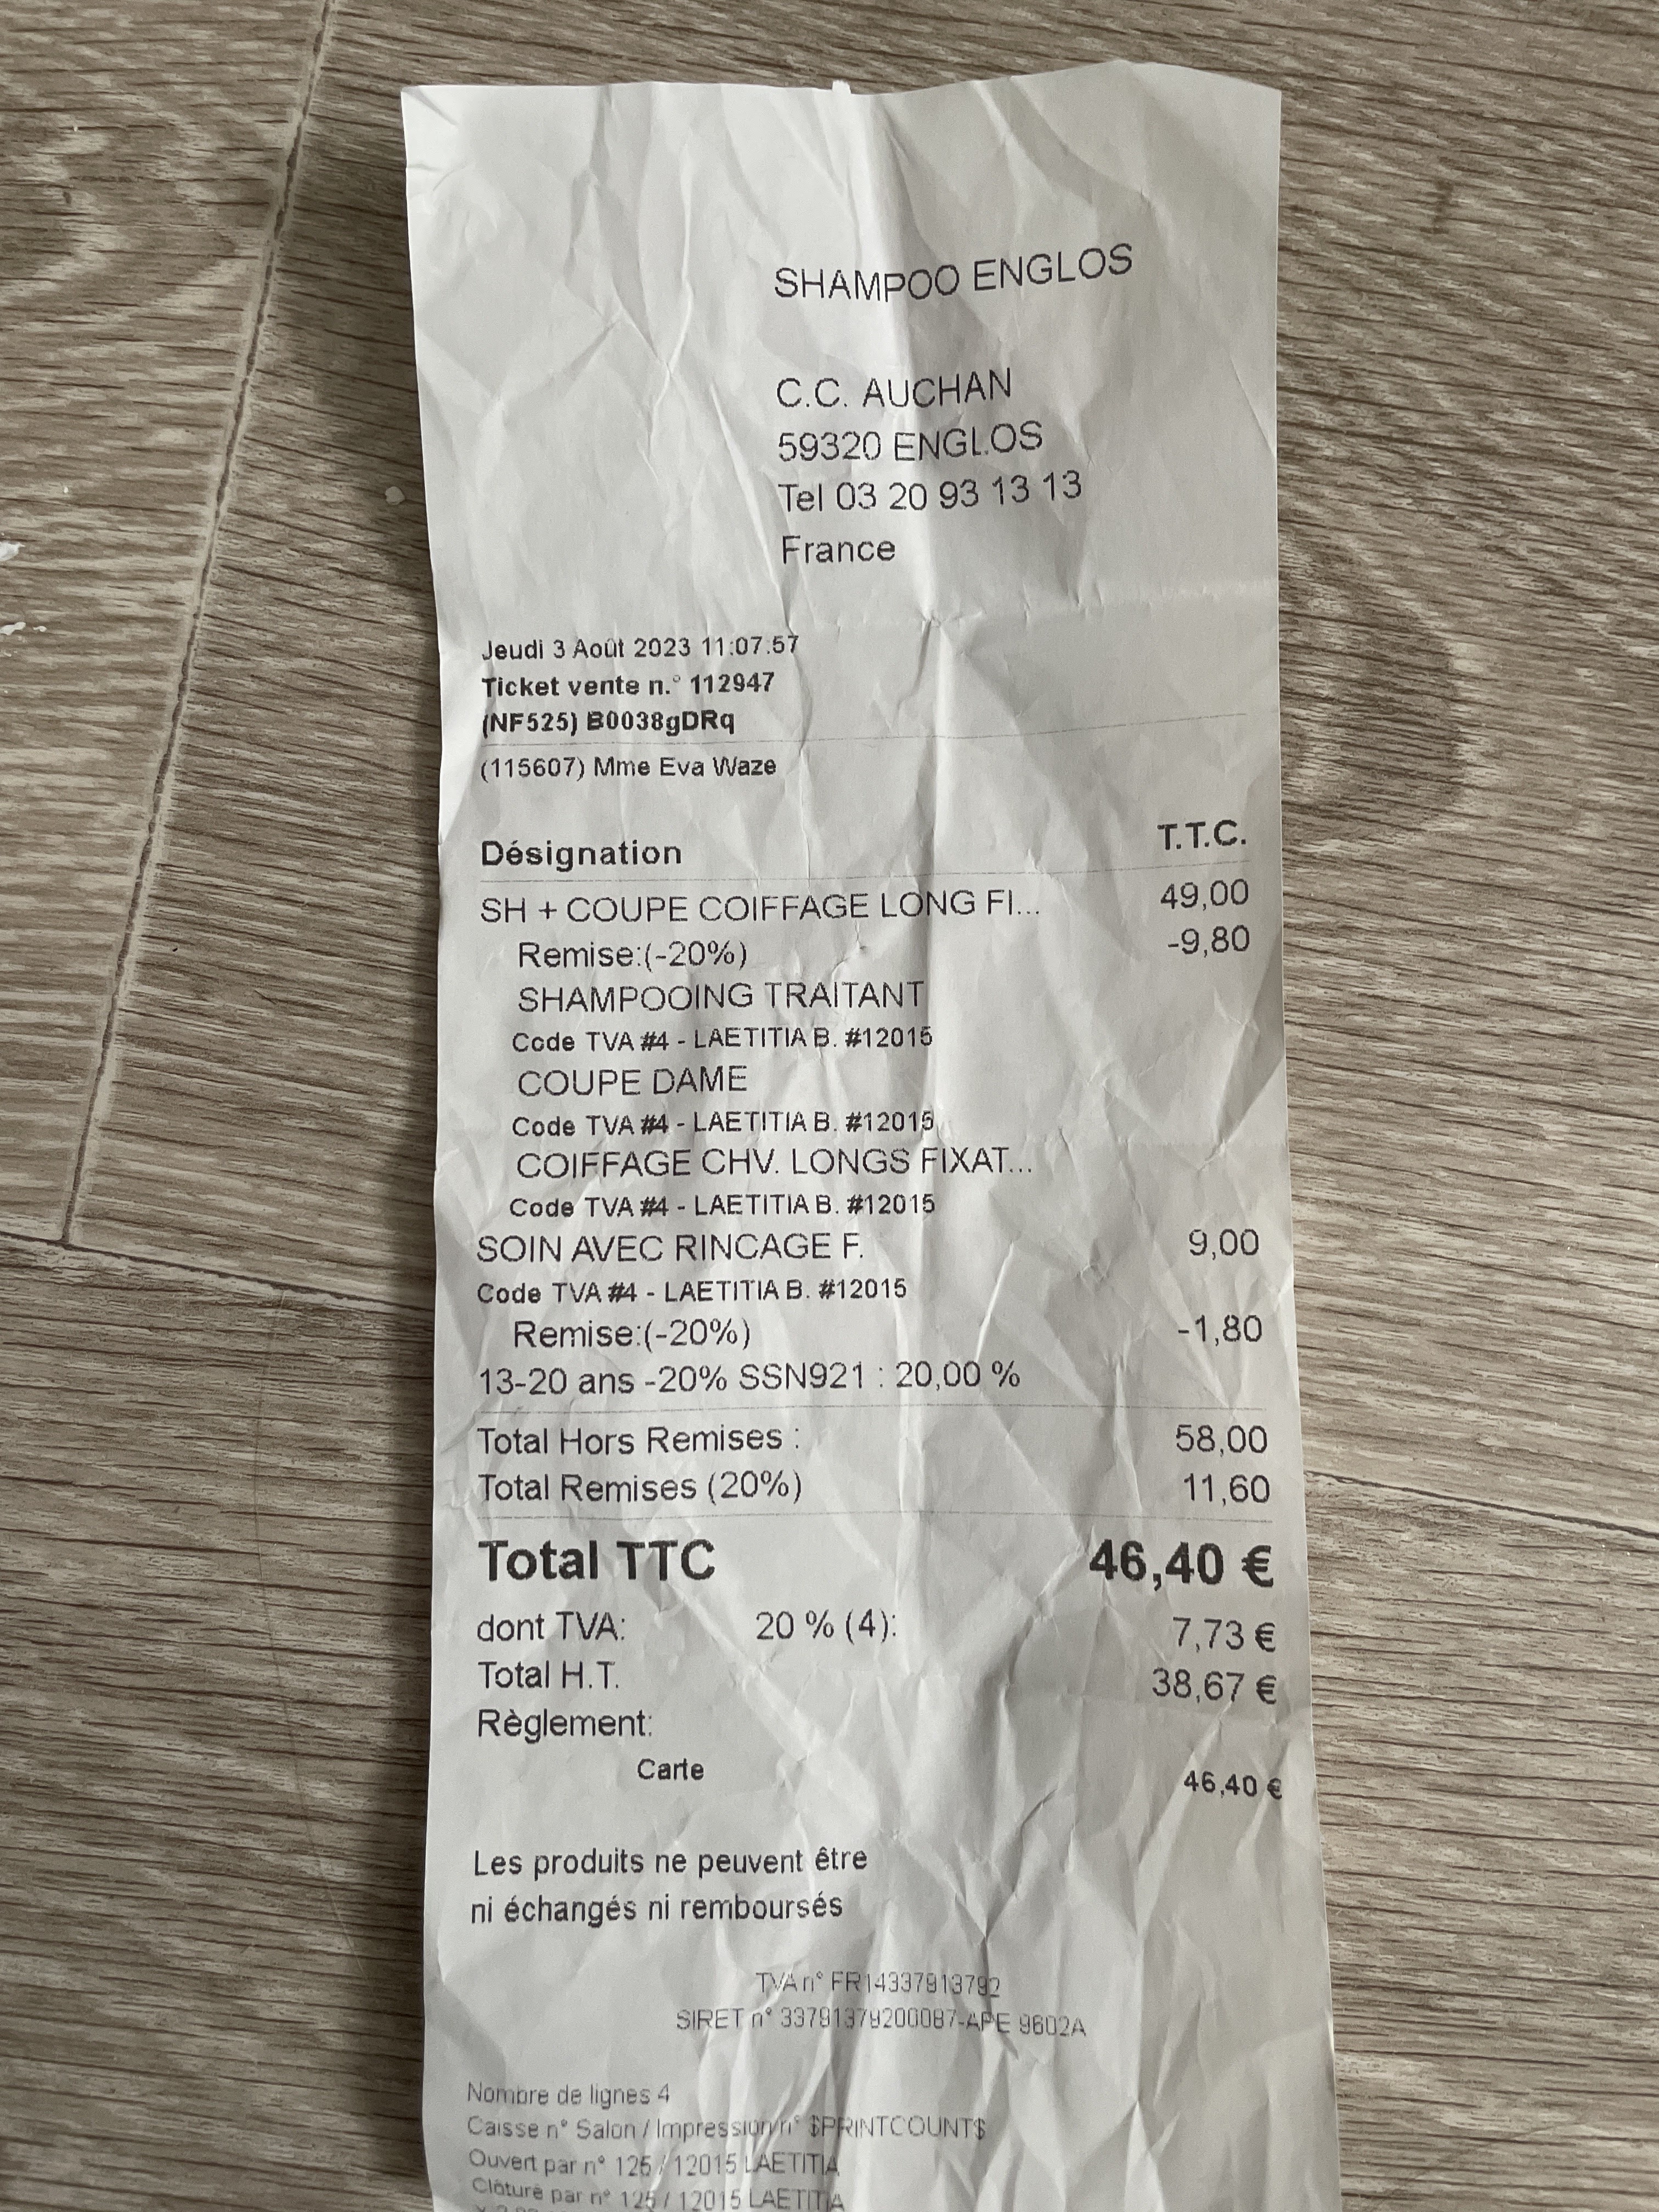 SHAMPOO ENGLOS
C.C. AUCHAN
59320 ENGLOS
Tel 03 20 93 13 13
France
Jeudi 3 Août 2023 11:07:57
Ticket vente n.° 112947
(NF525) B0038gDRq
(115607) Mme Eva Waze
Désignation T.T.C.
SH + COUPE COIFFAGE LONG FI... 49,00
Remise:(-20%) -9,80
SHAMPOOING TRAITANT
Code TVA #4 - LAETITIA B. #12015
COUPE DAME
Code TVA #4 - LAETITIA B. #12015
COIFFAGE CHV. LONGS FIXAT...
Code TVA #4 - LAETITIA B. #12015
SOIN AVEC RINCAGE F. 9,00
Code TVA #4 - LAETITIA B. #12015
Remise:(-20%) -1,80
13-20 ans -20% SSN921 : 20,00 %
Total Hors Remises : 58,00
Total Remises (20%) 11,60
Total TTC 46,40 €
dont TVA: 20 % (4): 7,73 €
Total H.T. 38,67 €
Règlement:
Carte 46,40 €
Les produits ne peuvent être
ni échangés ni remboursés
TVA n° FR14337913792
SIRET n° 33791379200087-APE 9602A
Nombre de lignes 4
Caisse n° Salon / Impression n° $PRINTCOUNT$
Ouvert par n° 125 / 12015 LAETITIA
Clôturé par n° 125 / 12015 LAETITIA